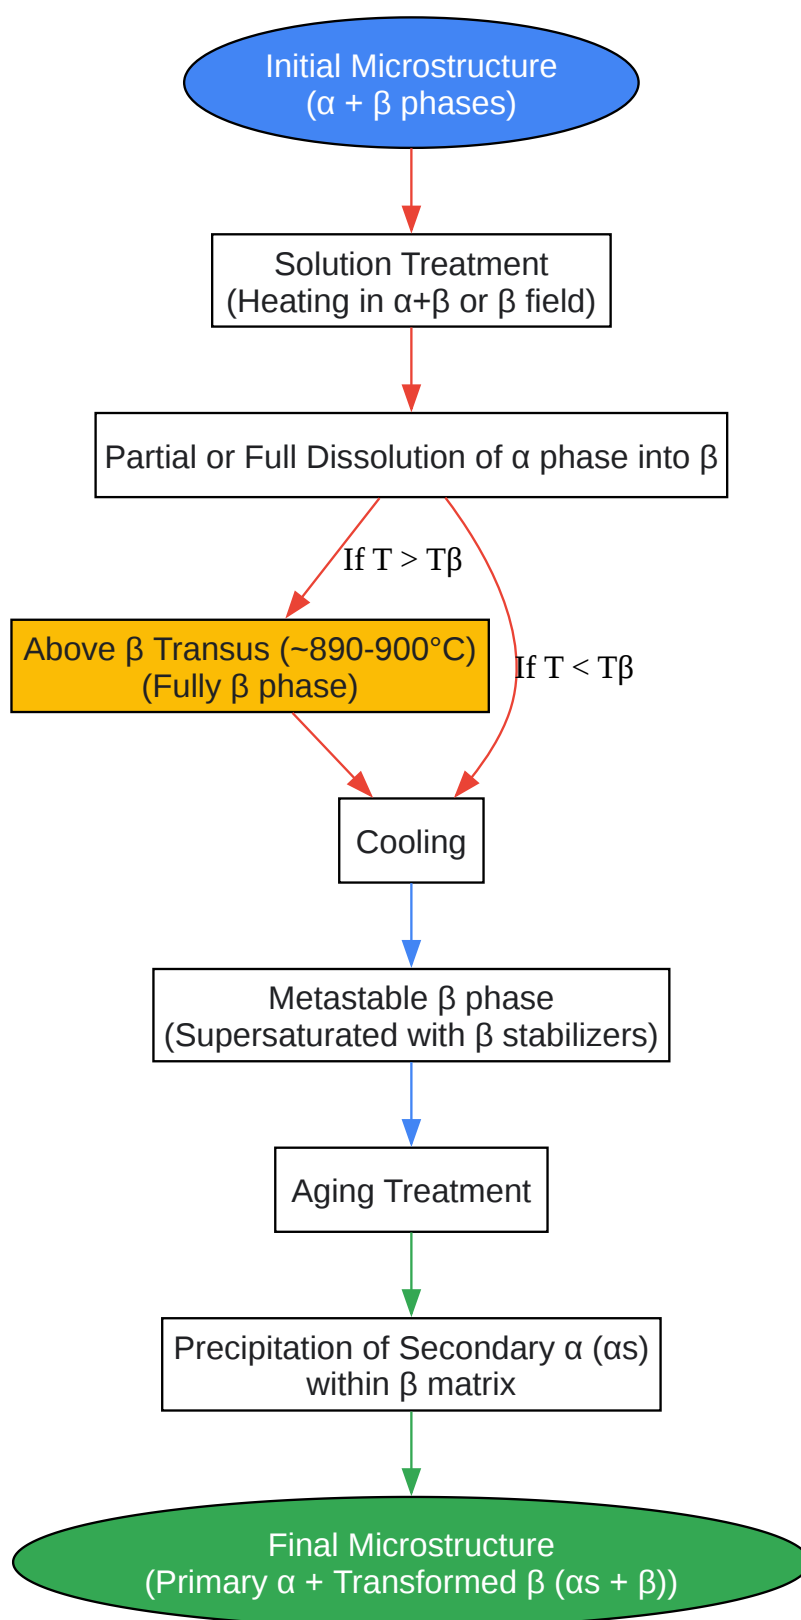 Initial Microstructure
(α + β phases)
Solution Treatment
(Heating in α+β or β field)
Partial or Full Dissolution of α phase into β
If T > Tβ
Above β Transus (~890-900°C)
(Fully β phase)
If T < Tβ
Cooling
Metastable β phase
(Supersaturated with β stabilizers)
Aging Treatment
Precipitation of Secondary α (αs)
within β matrix
Final Microstructure
(Primary α + Transformed β (αs + β))